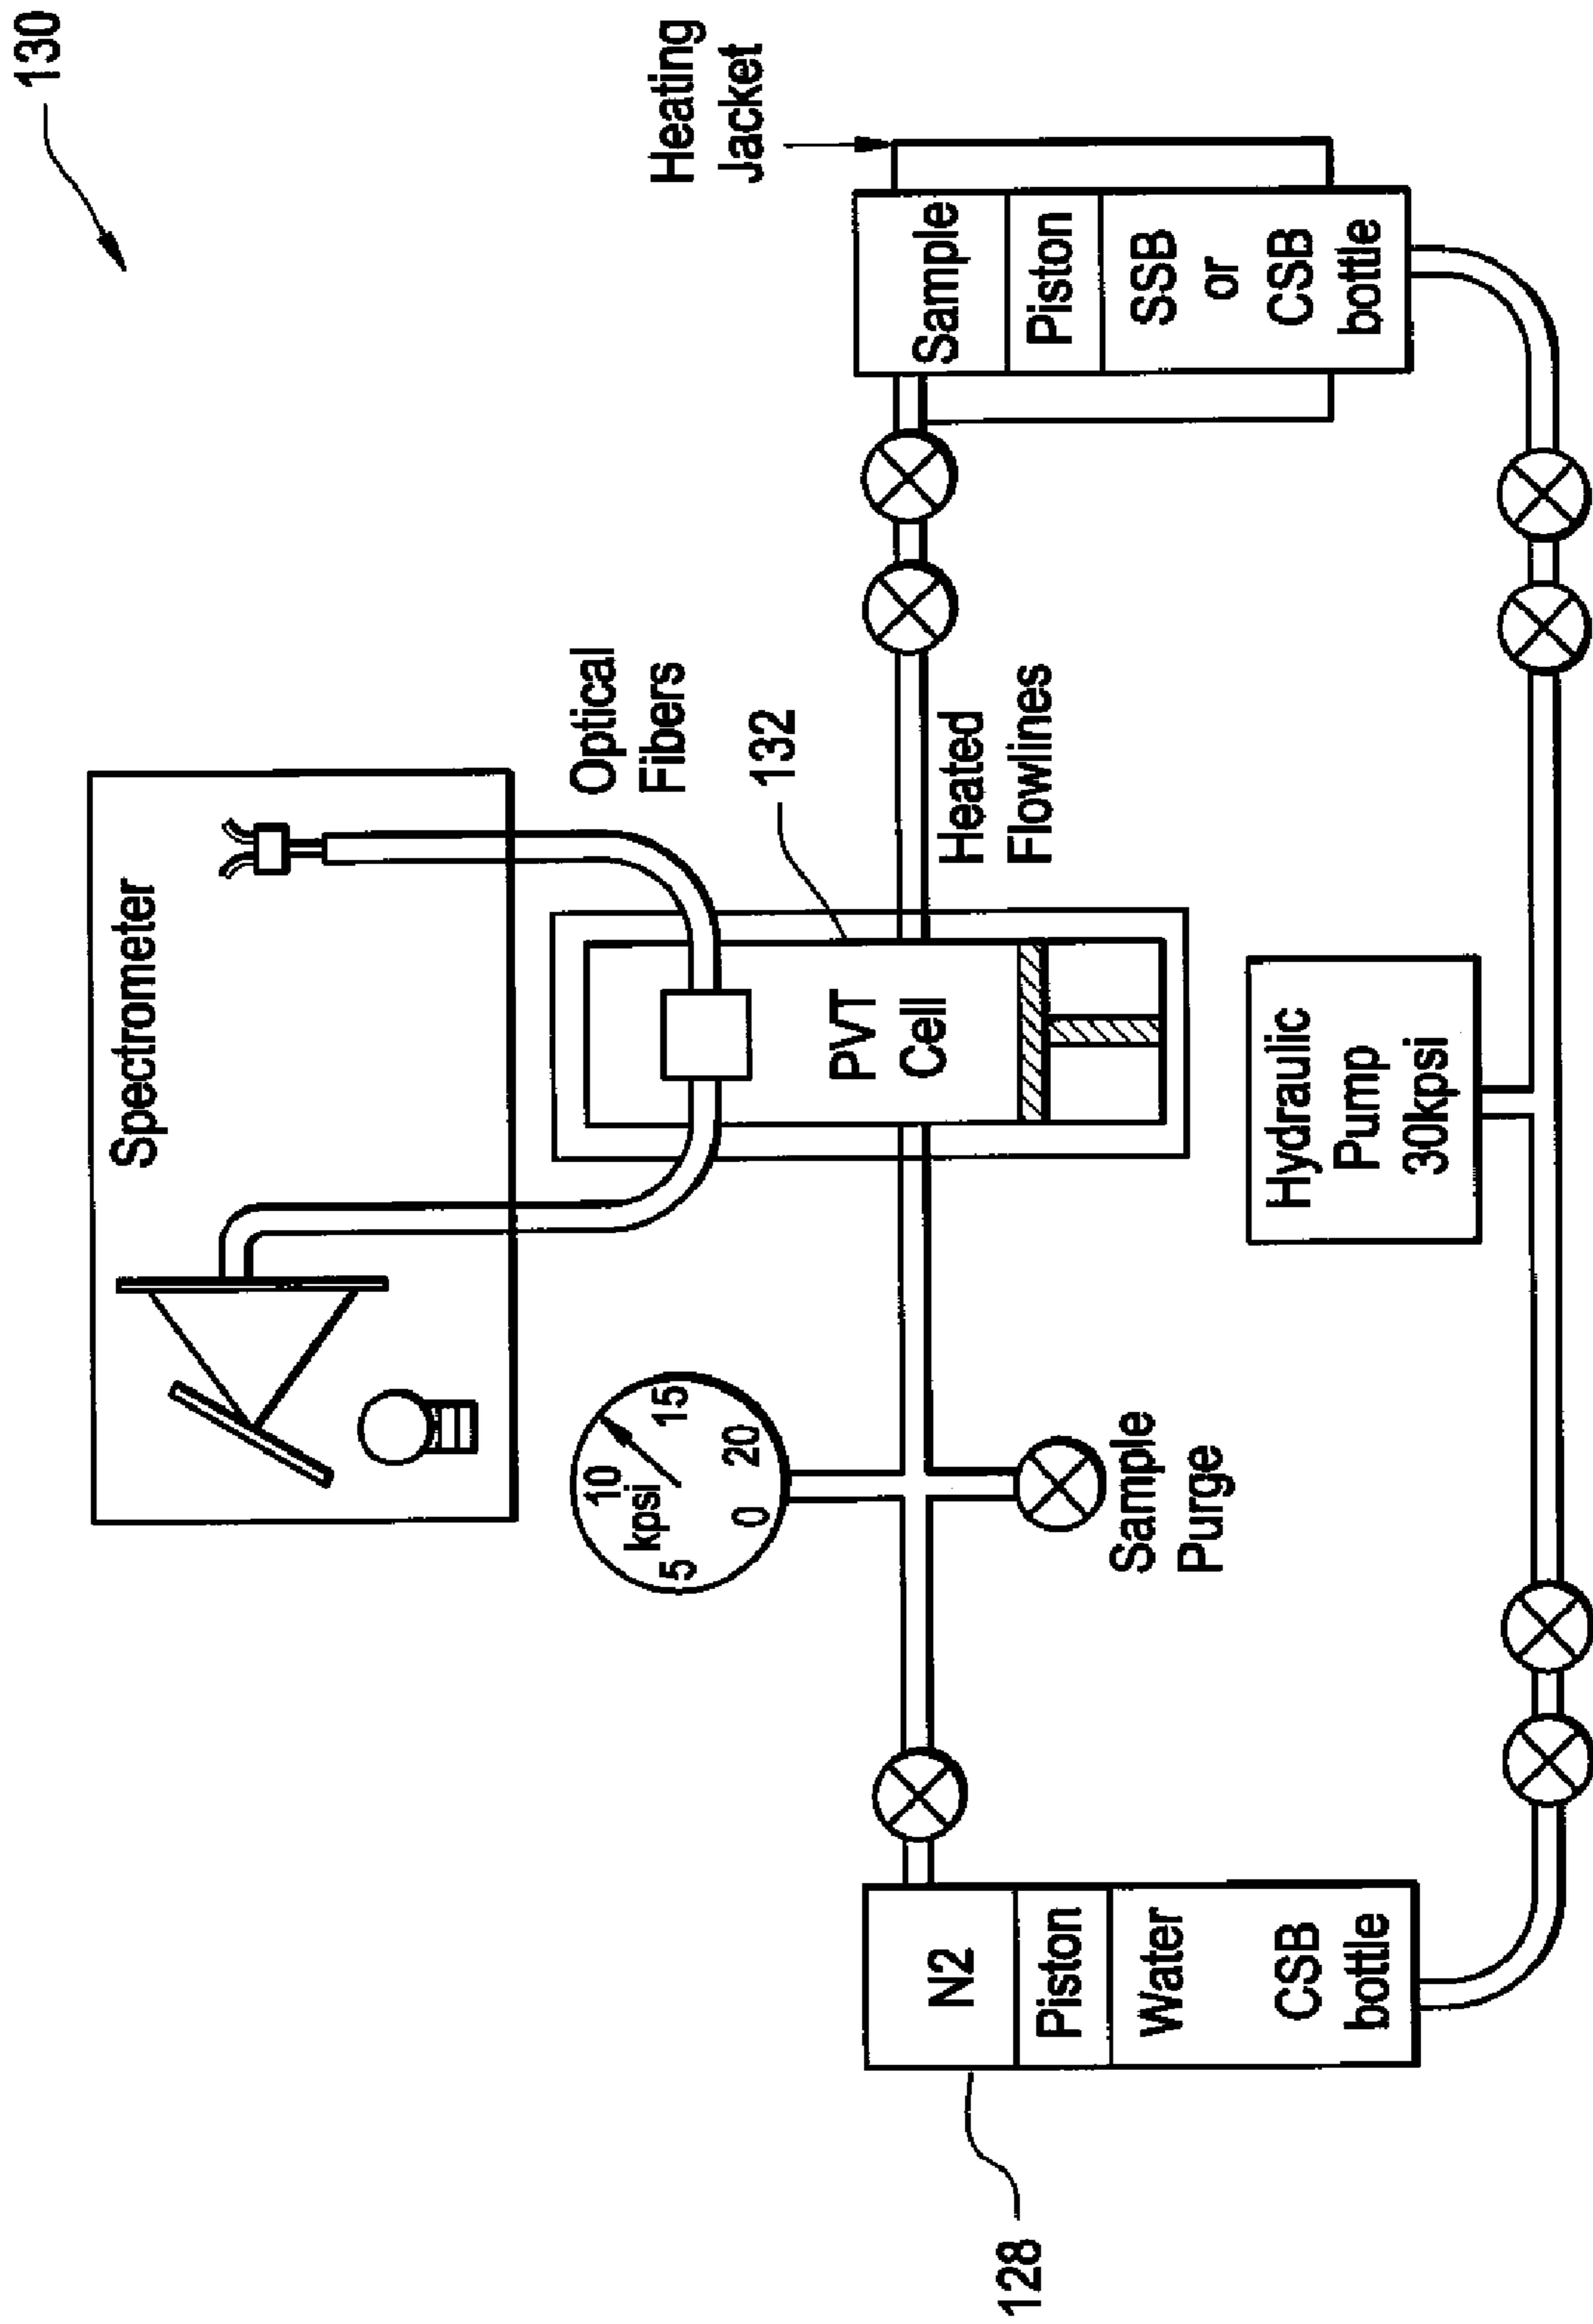 130
Spectrometer
Optical
Fibers
Heating
Jacket
10
kpsi
5
15
0
20
132
PVT
Cell
Heated
Flowlines
Sample
Purge
128
N2
Piston
Water
CSB
bottle
Hydraulic
Pump
30kpsi
Sample
Piston
SSB
or
CSB
bottle